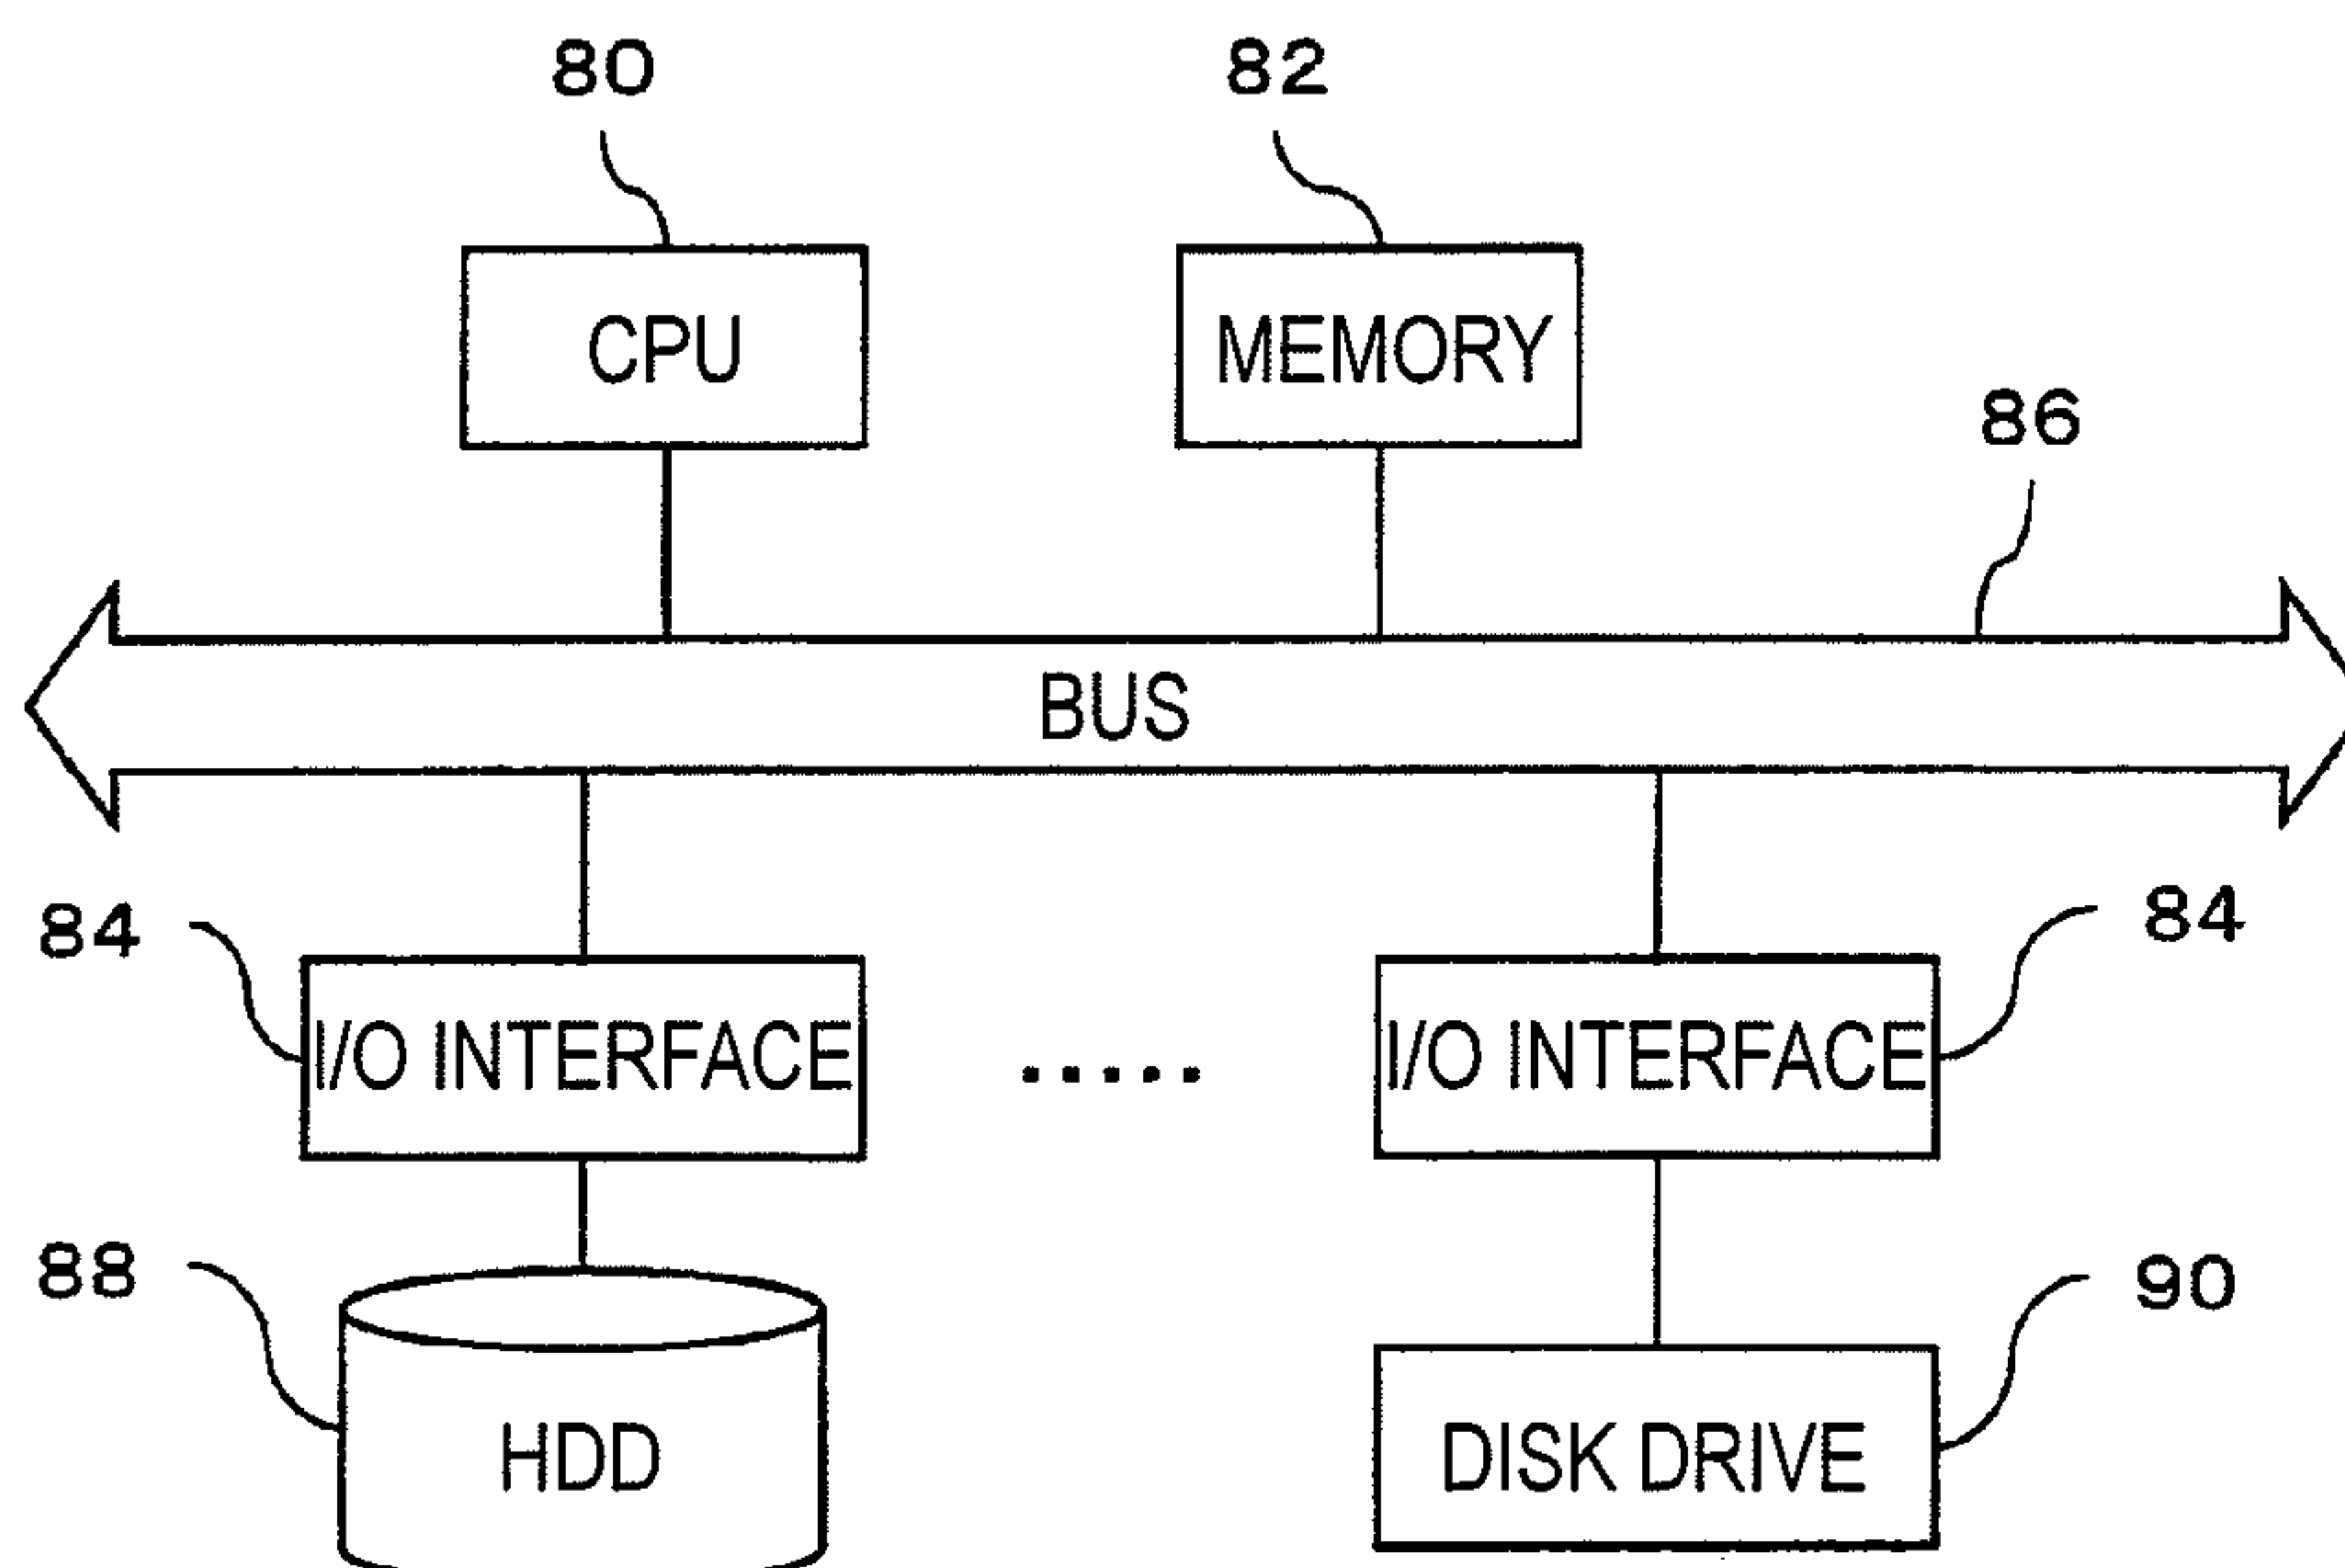 80
82
CPU
MEMORY
86
BUS
84
84
I/O INTERFACE
I/O INTERFACE
88
90
HDD
DISK DRIVE